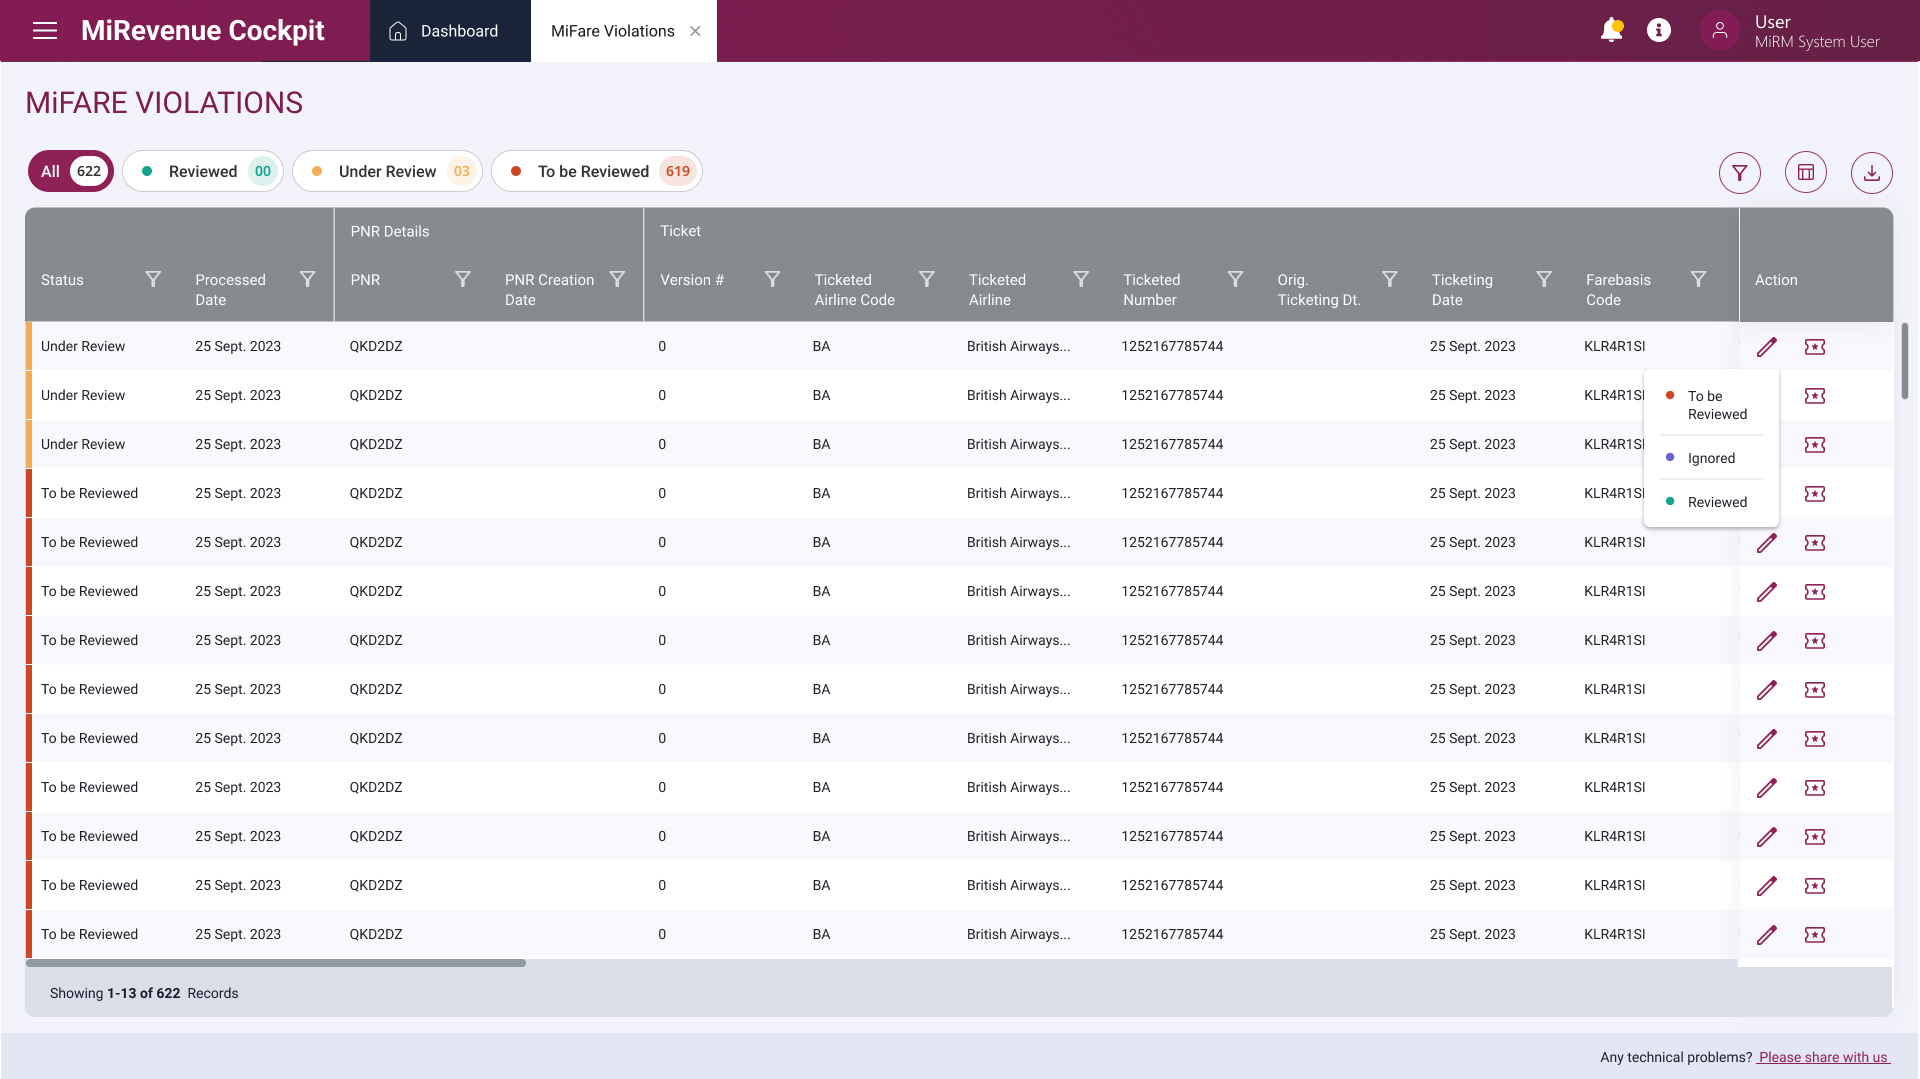 MiRevenue Cockpit
Dashboard
MiFare Violations
User
MiRM System User
MiFARE VIOLATIONS
All 622
Reviewed 00
Under Review 03
To be Reviewed 619
PNR Details
Ticket
Status
Processed
Date
PNR
PNR Creation
Date
Version #
Ticketed
Airline Code
Ticketed
Airline
Ticketed
Number
Orig.
Ticketing Dt.
Ticketing
Date
Farebasis
Code
Action
Under Review 25 Sept. 2023 QKD2DZ 0 BA British Airways... 1252167785744 25 Sept. 2023 KLR4R1SI
Under Review 25 Sept. 2023 QKD2DZ 0 BA British Airways... 1252167785744 25 Sept. 2023 KLR4R1SI
Under Review 25 Sept. 2023 QKD2DZ 0 BA British Airways... 1252167785744 25 Sept. 2023 KLR4R1SI
To be Reviewed 25 Sept. 2023 QKD2DZ 0 BA British Airways... 1252167785744 25 Sept. 2023 KLR4R1SI
To be
Reviewed
Ignored
Reviewed
To be Reviewed 25 Sept. 2023 QKD2DZ 0 BA British Airways... 1252167785744 25 Sept. 2023 KLR4R1SI
To be Reviewed 25 Sept. 2023 QKD2DZ 0 BA British Airways... 1252167785744 25 Sept. 2023 KLR4R1SI
To be Reviewed 25 Sept. 2023 QKD2DZ 0 BA British Airways... 1252167785744 25 Sept. 2023 KLR4R1SI
To be Reviewed 25 Sept. 2023 QKD2DZ 0 BA British Airways... 1252167785744 25 Sept. 2023 KLR4R1SI
To be Reviewed 25 Sept. 2023 QKD2DZ 0 BA British Airways... 1252167785744 25 Sept. 2023 KLR4R1SI
To be Reviewed 25 Sept. 2023 QKD2DZ 0 BA British Airways... 1252167785744 25 Sept. 2023 KLR4R1SI
To be Reviewed 25 Sept. 2023 QKD2DZ 0 BA British Airways... 1252167785744 25 Sept. 2023 KLR4R1SI
To be Reviewed 25 Sept. 2023 QKD2DZ 0 BA British Airways... 1252167785744 25 Sept. 2023 KLR4R1SI
To be Reviewed 25 Sept. 2023 QKD2DZ 0 BA British Airways... 1252167785744 25 Sept. 2023 KLR4R1SI
Showing 1-13 of 622 Records
Any technical problems? Please share with us